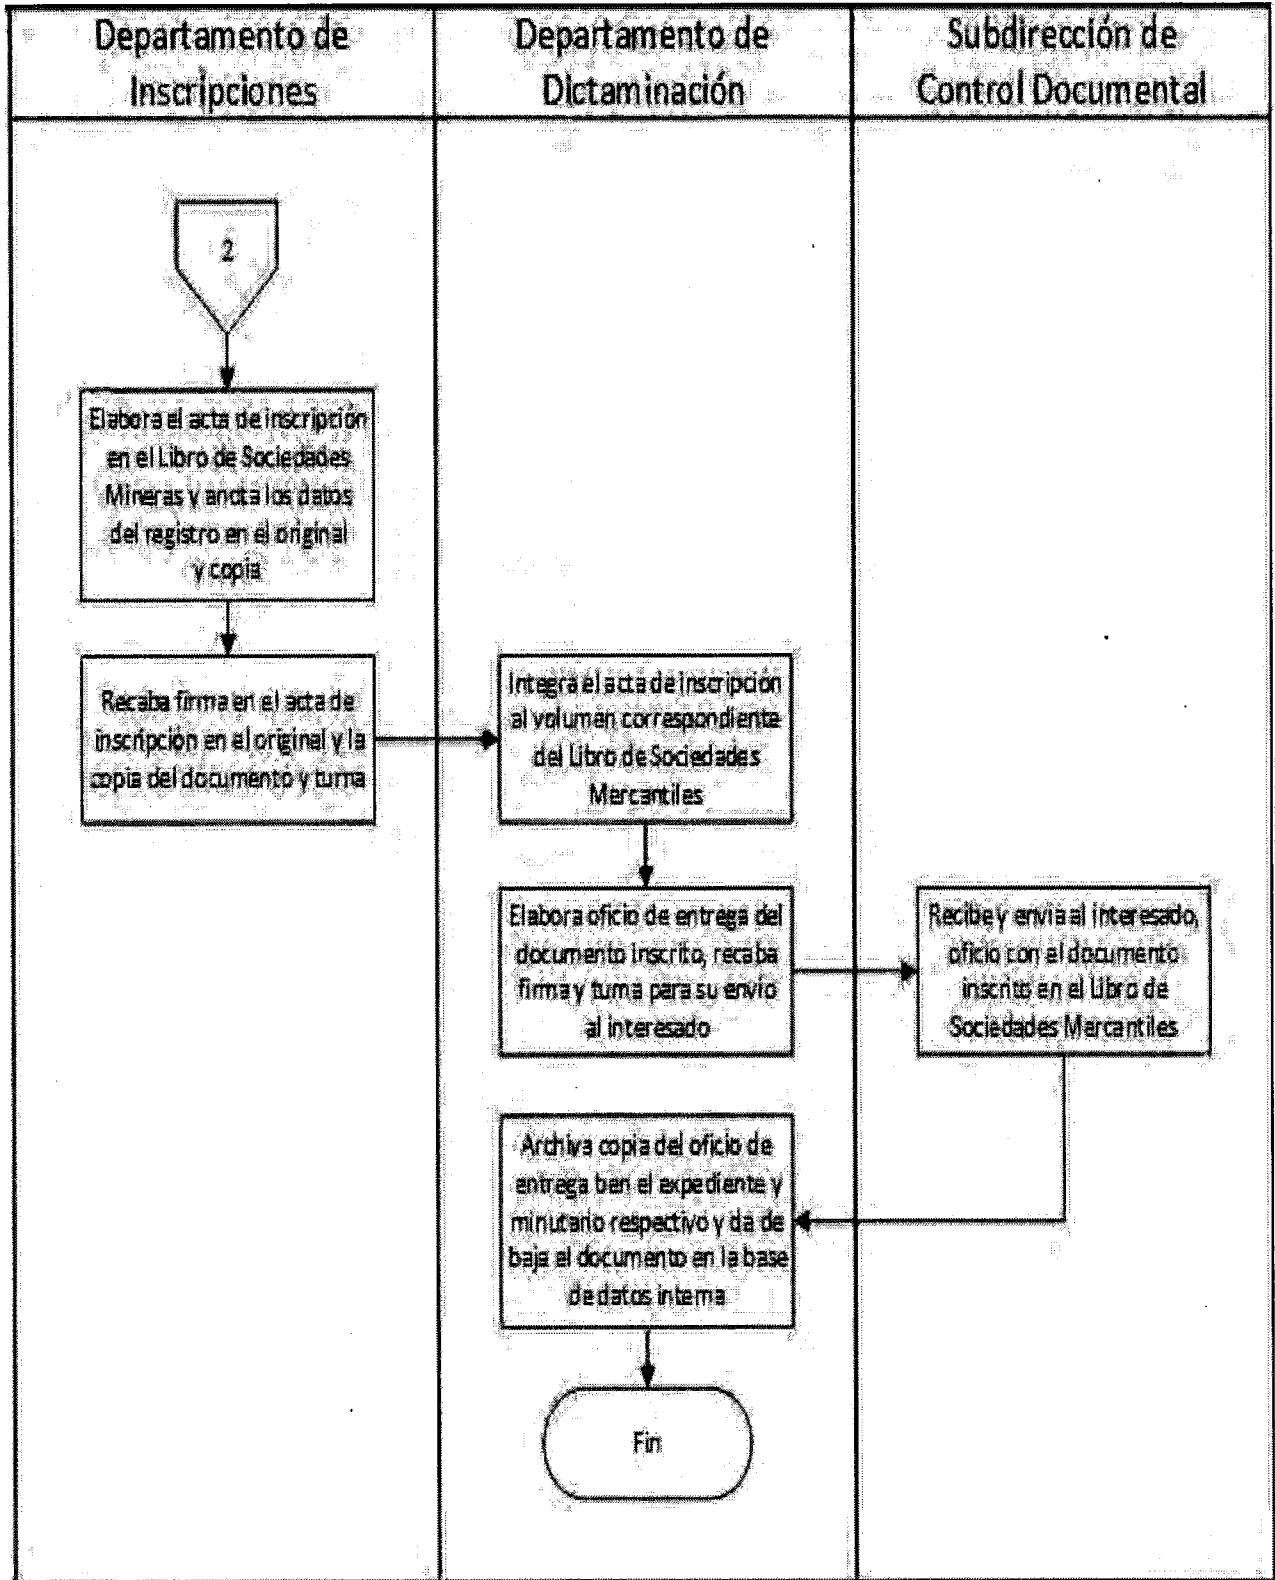 Departamento de
Inscripciones
Departamento de
Dictaminación
Subdirección de
Control Documental
2
Elabora el acta de inscripción
en el Libro de Sociedades
Mineras y anota los datos
del registro en el original
y copia
Recaba firma en el acta de
inscripción en el original y la
copia del documento y turna
Integra el acta de inscripción
al volumen correspondiente
del Libro de Sociedades
Mercantiles
Elabora oficio de entrega del
documento inscrito, recaba
firma y turna para su envío
al interesado
Recibe y envía al interesado,
oficio con el documento
inscrito en el Libro de
Sociedades Mercantiles
Archiva copia del oficio de
entrega ben el expediente y
minutario respectivo y da de
baja el documento en la base
de datos interna
Fin